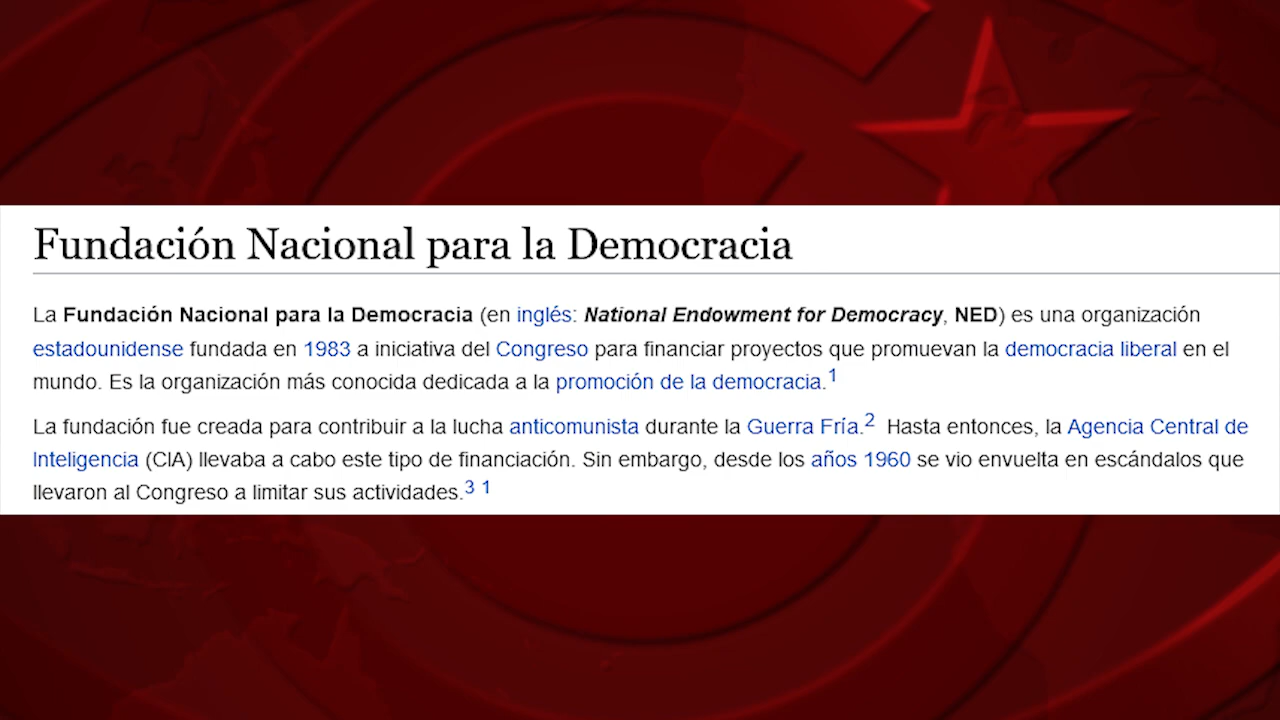 Fundación Nacional para la Democracia
La Fundación Nacional para la Democracia (en inglés: National Endowment for Democracy, NED) es una organización
estadounidense fundada en 1983 a iniciativa del Congreso para financiar proyectos que promuevan la democracia liberal en el
mundo. Es la organización más conocida dedicada a la promoción de la democracia.1
La fundación fue creada para contribuir a la lucha anticomunista durante la Guerra Fría.2 Hasta entonces, la Agencia Central de
Inteligencia (CIA) llevaba a cabo este tipo de financiación. Sin embargo, desde los años 1960 se vio envuelta en escándalos que
llevaron al Congreso a limitar sus actividades.3 1